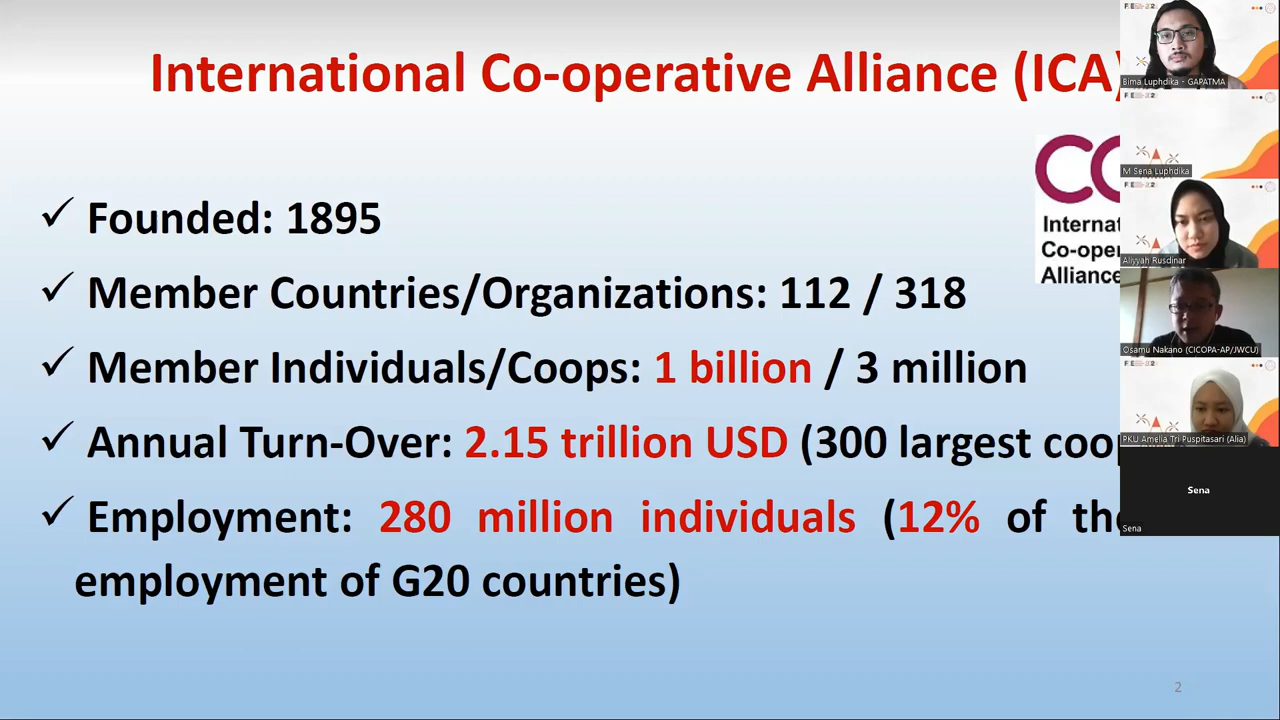 International Co-operative Alliance (ICA)
Founded: 1895
Member Countries/Organizations: 112 / 318
Member Individuals/Coops: 1 billion / 3 million
Annual Turn-Over: 2.15 trillion USD (300 largest coop
Employment: 280 million individuals (12% of the
employment of G20 countries)
Internat
Co-oper
Alliance
2
Bima Luphdika - GAPATMA
M Sena Luphdika
Aliyyah Rusdinar
Osamu Nakano (CICOPA-AP/JWCU)
PKU Amelia Tri Puspitasari (Alia)
Sena
Sena